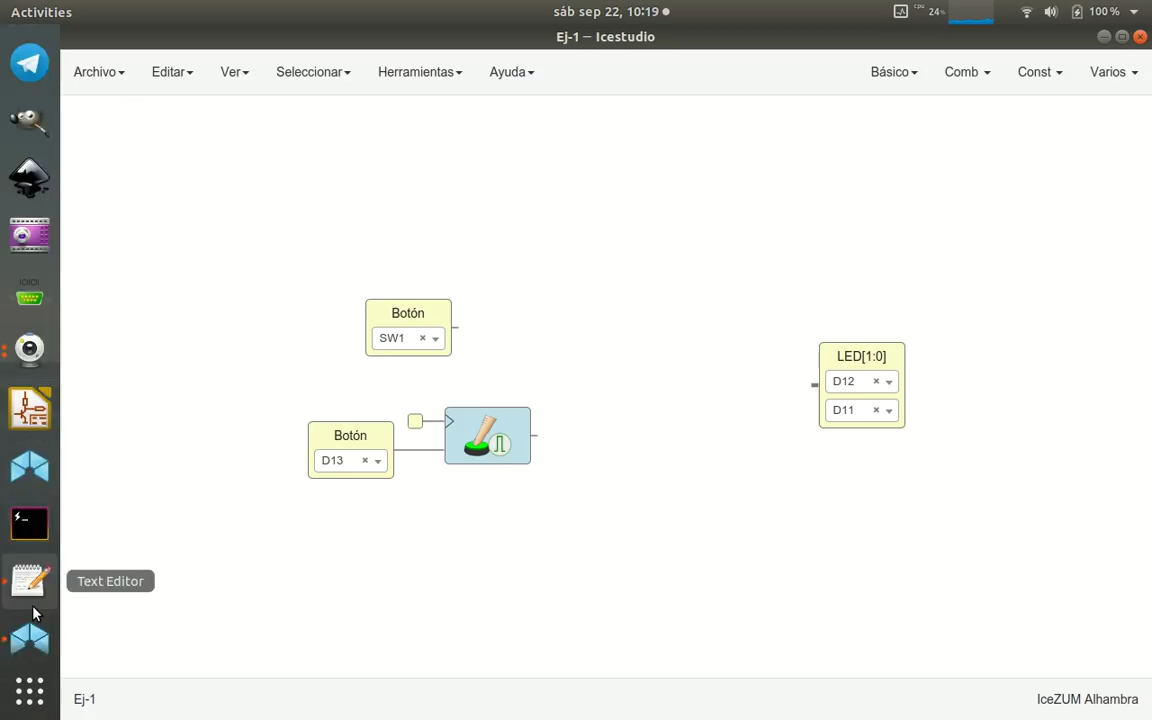 Activities
sáb sep 22, 10:19
cpu 24%
100 %
Ej-1 – Icestudio
Archivo Editar Ver Seleccionar Herramientas Ayuda Básico Comb Const Varios
Botón
SW1
LED[1:0]
D12
D11
Botón
D13
Text Editor
Ej-1
IceZUM Alhambra